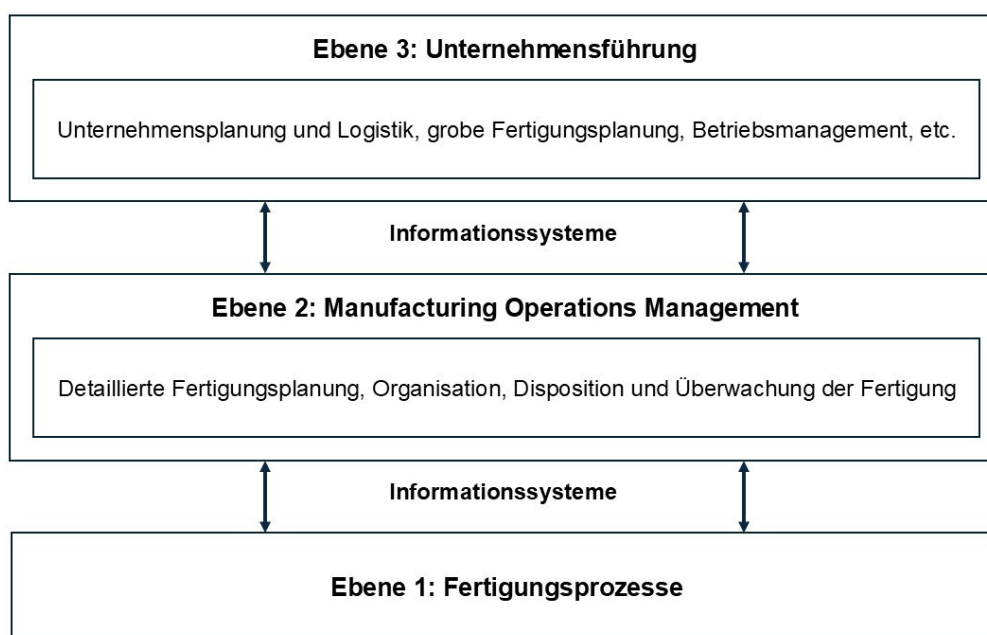 Ebene 3: Unternehmensführung
Unternehmensplanung und Logistik, grobe Fertigungsplanung, Betriebsmanagement, etc.
Informationssysteme
Ebene 2: Manufacturing Operations Management
Detaillierte Fertigungsplanung, Organisation, Disposition und Überwachung der Fertigung
Informationssysteme
Ebene 1: Fertigungsprozesse